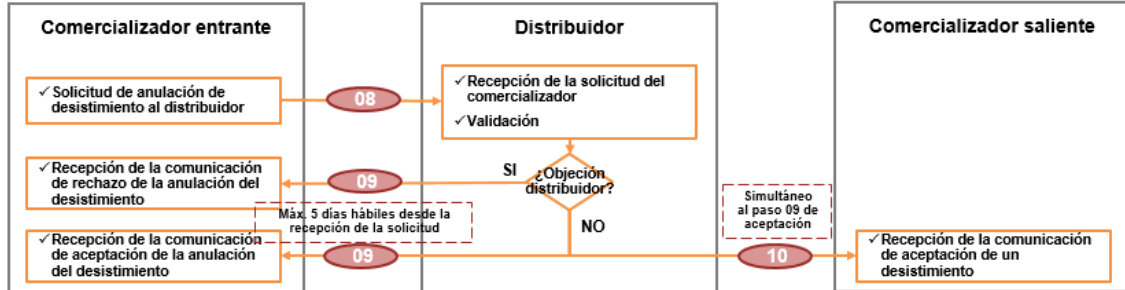 Comercializador entrante
Distribuidor
Comercializador saliente
✓ Solicitud de anulación de
desistimiento al distribuidor
08
✓ Recepción de la solicitud del
comercializador
✓ Validación
✓ Recepción de la comunicación
de rechazo de la anulación del
desistimiento
09
SI
¿Objeción
distribuidor?
Simultáneo
al paso 09 de
aceptación
Máx. 5 días hábiles desde la
recepción de la solicitud
NO
✓ Recepción de la comunicación
de aceptación de la anulación
del desistimiento
09
10
✓ Recepción de la comunicación
de aceptación de un
desistimiento